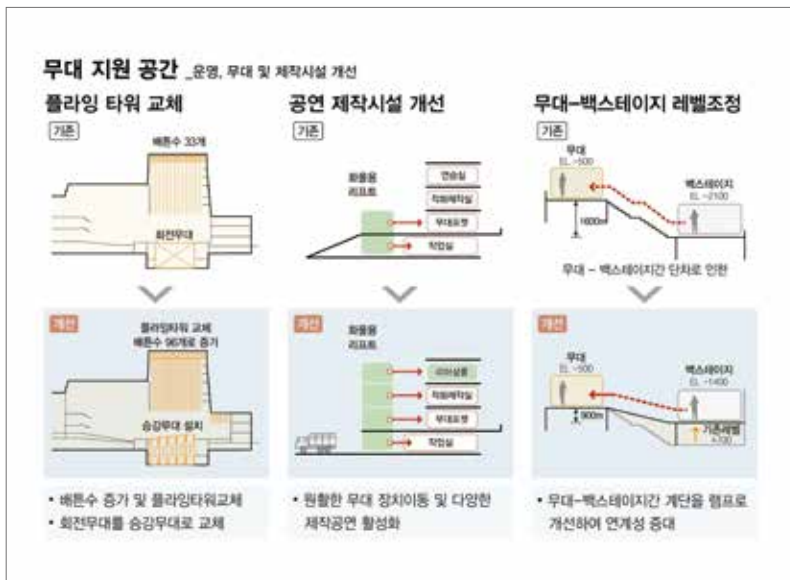 무대 지원 공간 _운영, 무대 및 제작시설 개선
플라잉 타워 교체
기존
배튼수 33개
회전무대
개선
플라잉타워 교체
배튼수 96개로 증가
승강무대 설치
• 배튼수 증가 및 플라잉타워교체
• 회전무대를 승강무대로 교체
공연 제작시설 개선
기존
화물용
리프트
연습실
작화제작실
무대포켓
작업실
개선
화물용
리프트
작화제작실
무대포켓
작업실
• 원활한 무대 장치이동 및 다양한
제작공연 활성화
무대-백스테이지 레벨조정
기존
무대
EL -500
백스테이지
EL -2100
1600m
무대 - 백스테이지간 단차로 인한
개선
무대
EL -500
백스테이지
EL -1400
900m
기존레벨
+700
• 무대-백스테이지간 계단을 램프로
개선하여 연계성 증대